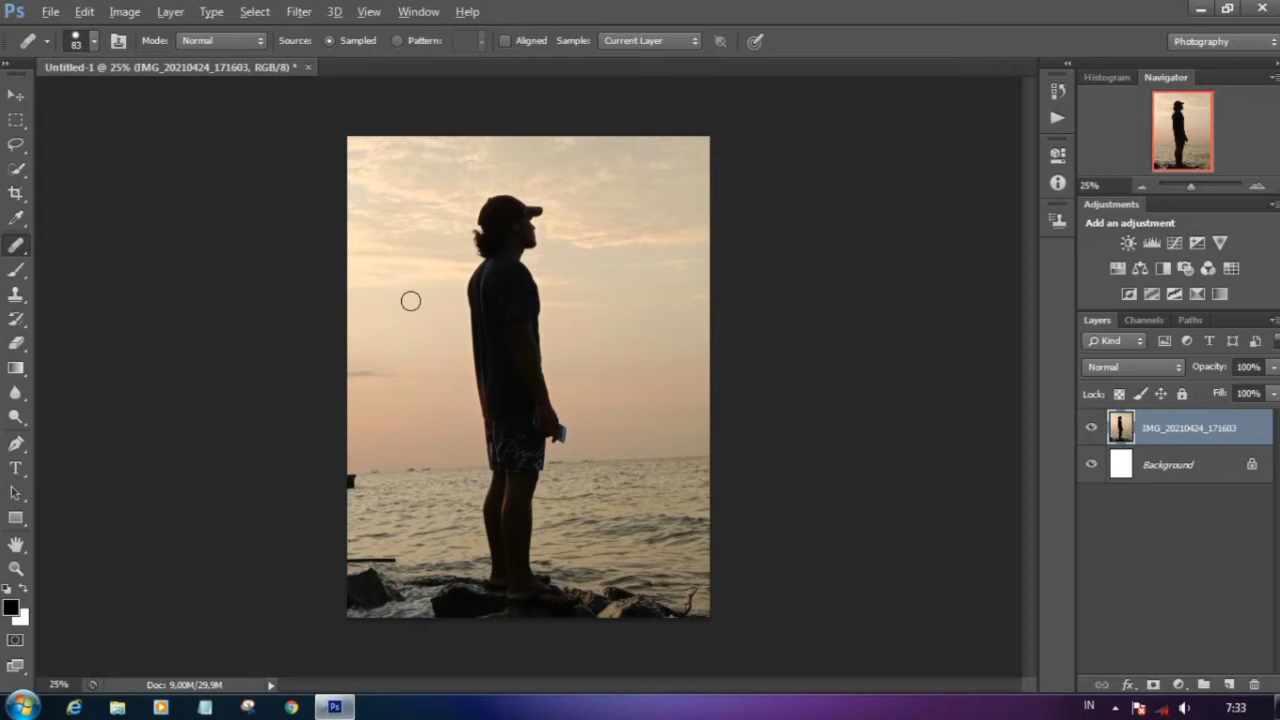 Ps File Edit Image Layer Type Select Filter 3D View Window Help
83 Mode: Normal Source: Sampled Pattern: Aligned Sample: Current Layer Photography
Untitled-1 @ 25% (IMG_20210424_171603, RGB/8) * ×
Histogram Navigator
25%
Adjustments
Add an adjustment
Layers Channels Paths
Kind
Normal Opacity: 100%
Lock: Fill: 100%
IMG_20210424_171603
Background
25% Doc: 9,00M/29,9M
Ps IN 7:33